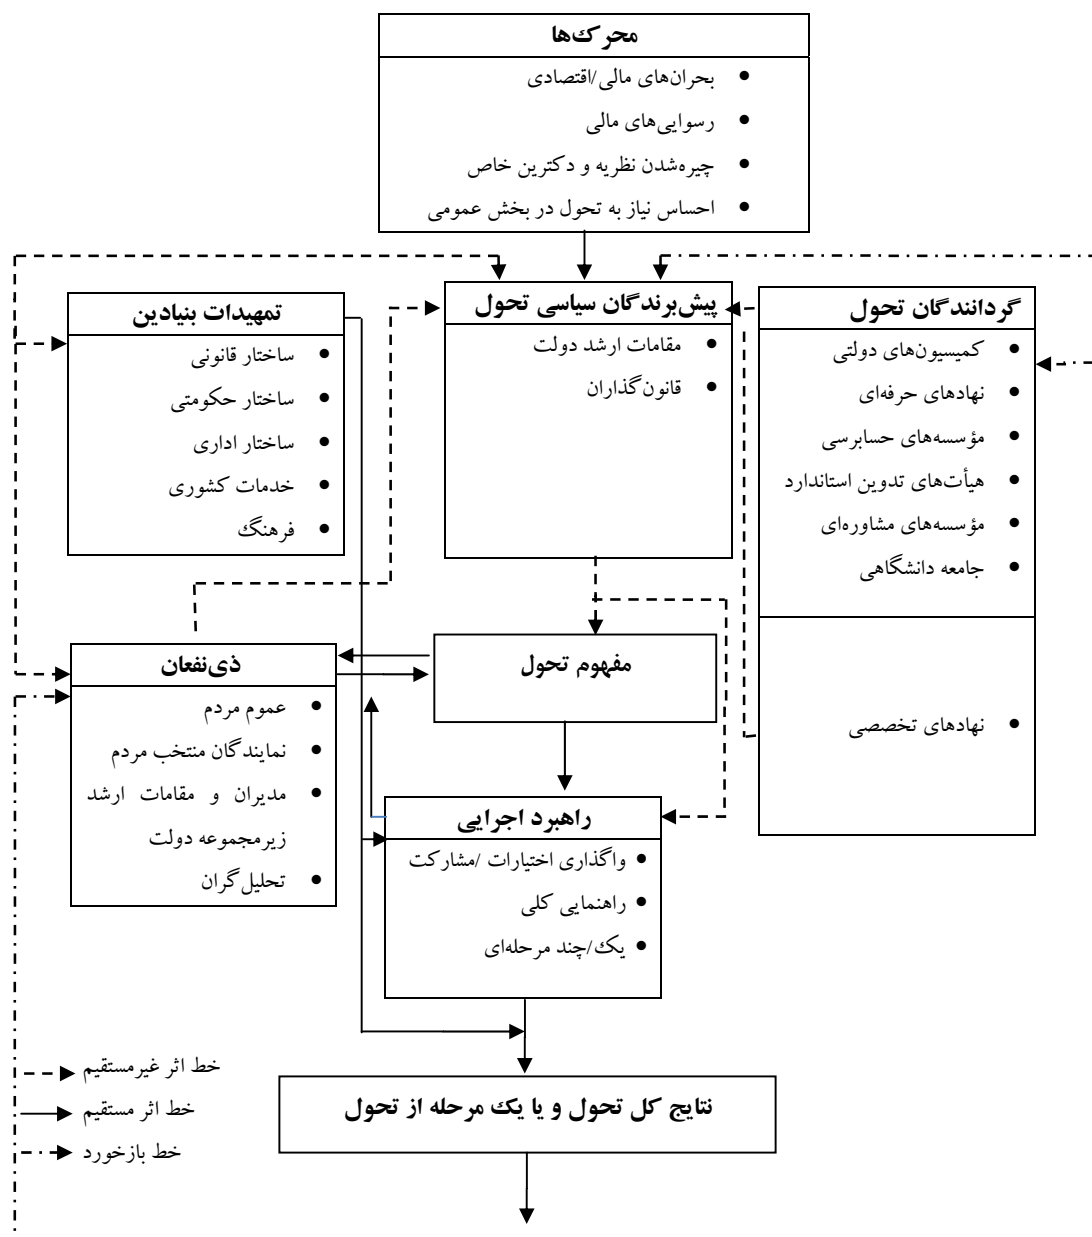 محرک‌ها
بحران‌های مالی/اقتصادی
رسوایی‌های مالی
چیره‌شدن نظریه و دکترین خاص
احساس نیاز به تحول در بخش عمومی
گردانندگان تحول
کمیسیون‌های دولتی
نهادهای حرفه‌ای
مؤسسه‌های حسابرسی
هیأت‌های تدوین استاندارد
مؤسسه‌های مشاوره‌ای
جامعه دانشگاهی
نهادهای تخصصی
پیش‌برندگان سیاسی تحول
مقامات ارشد دولت
قانون‌گذاران
تمهیدات بنیادین
ساختار قانونی
ساختار حکومتی
ساختار اداری
خدمات کشوری
فرهنگ
مفهوم تحول
ذی‌نفعان
عموم مردم
نمایندگان منتخب مردم
مدیران و مقامات ارشد
زیرمجموعه دولت
تحلیل‌گران
راهبرد اجرایی
واگذاری اختیارات /مشارکت
راهنمایی کلی
یک/چند مرحله‌ای
خط اثر غیرمستقیم
خط اثر مستقیم
خط بازخورد
نتایج کل تحول و یا یک مرحله از تحول